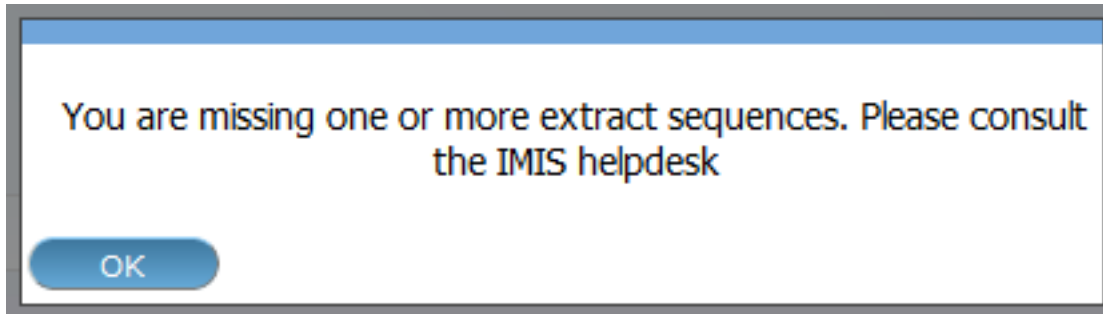 You are missing one or more extract sequences. Please consult
the IMIS helpdesk
OK